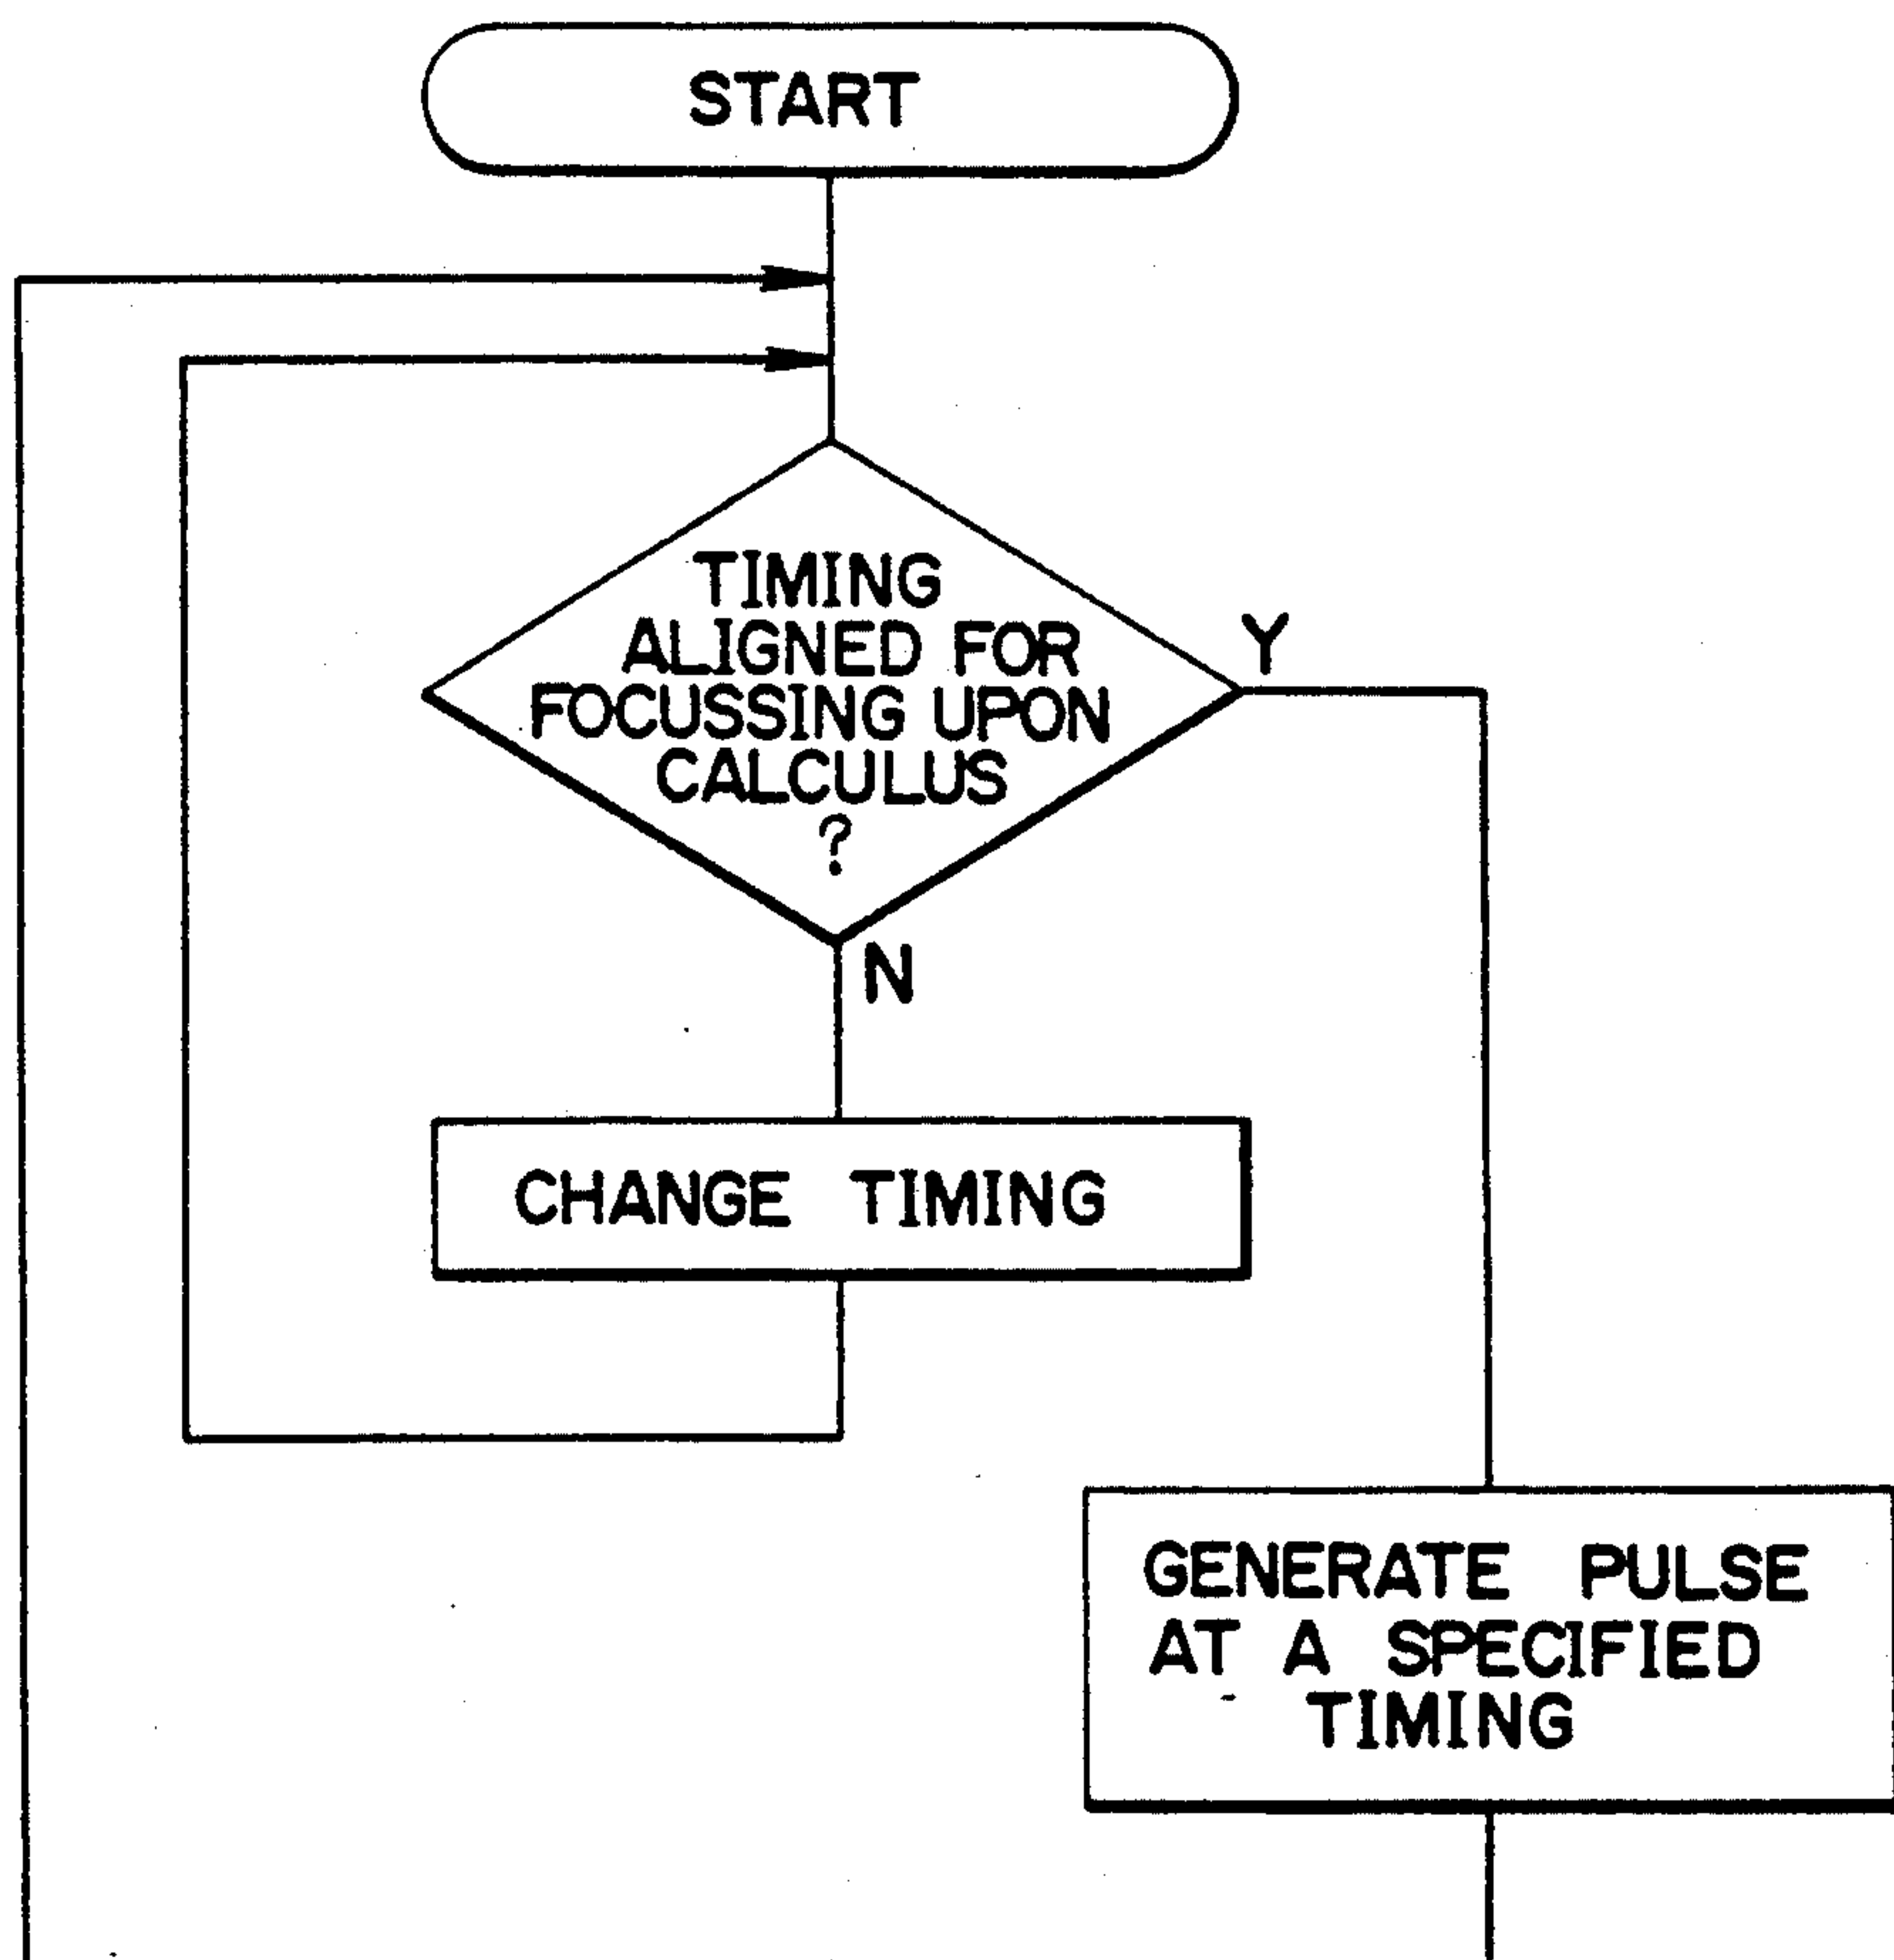 START
TIMING
ALIGNED FOR
FOCUSSING UPON
CALCULUS
?
Y
N
CHANGE TIMING
GENERATE PULSE
AT A SPECIFIED
TIMING